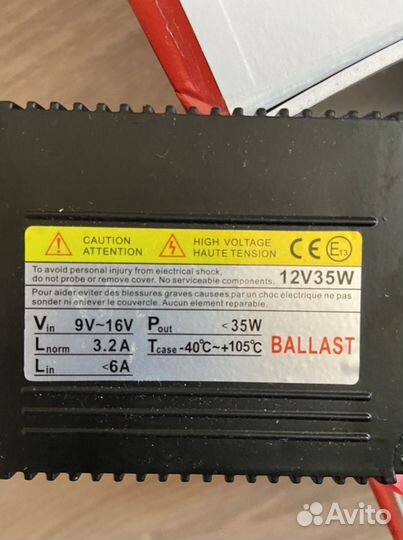 CAUTION
ATTENTION
HIGH VOLTAGE
HAUTE TENSION
CE E13
To avoid personal injury from electrical shock,
do not probe or remove cover. No serviceable components.
12V35W
Pour aider eviter des blessures graves causees par un choc electrique ne pas
sonder ni eniever le couvercle. Aucun element reparable.
Vin 9V~16V Pout <35W
Lnorm 3.2A Tcase -40℃~+105℃ BALLAST
Lin <6A
Avito